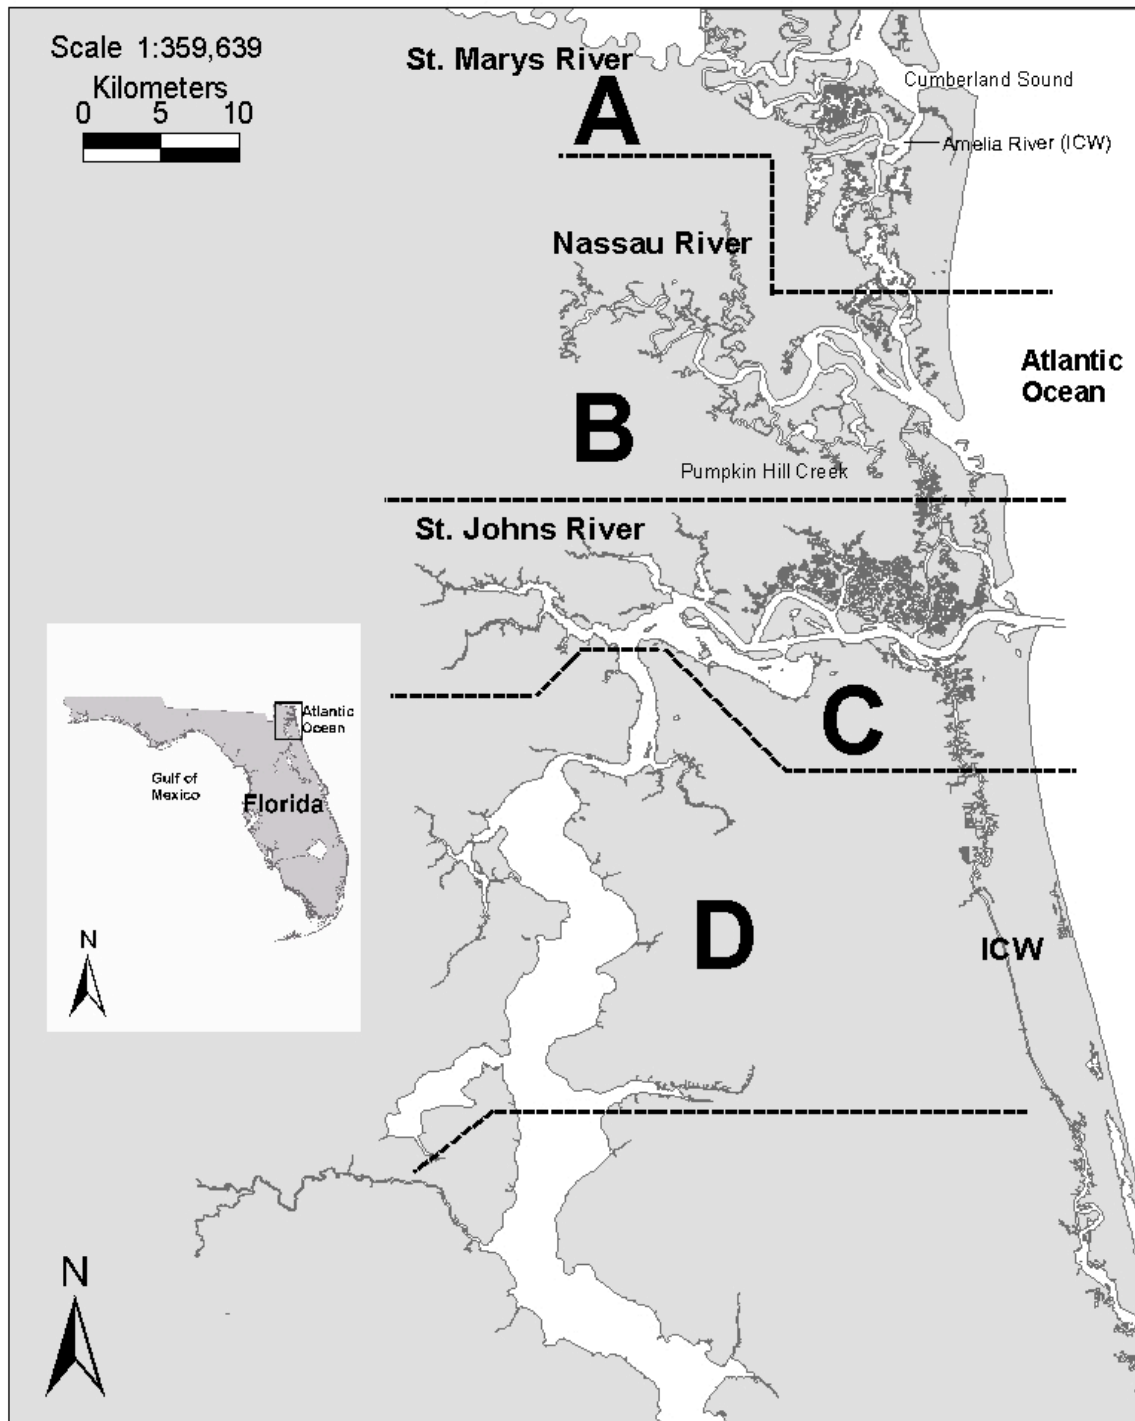 Scale 1:359,639
Kilometers
0 5 10
St. Marys River
A
Cumberland Sound
Amelia River (ICW)
Nassau River
Atlantic
Ocean
B
Pumpkin Hill Creek
St. Johns River
C
Atlantic
Ocean
Gulf of
Mexico
Florida
N
D
ICW
N